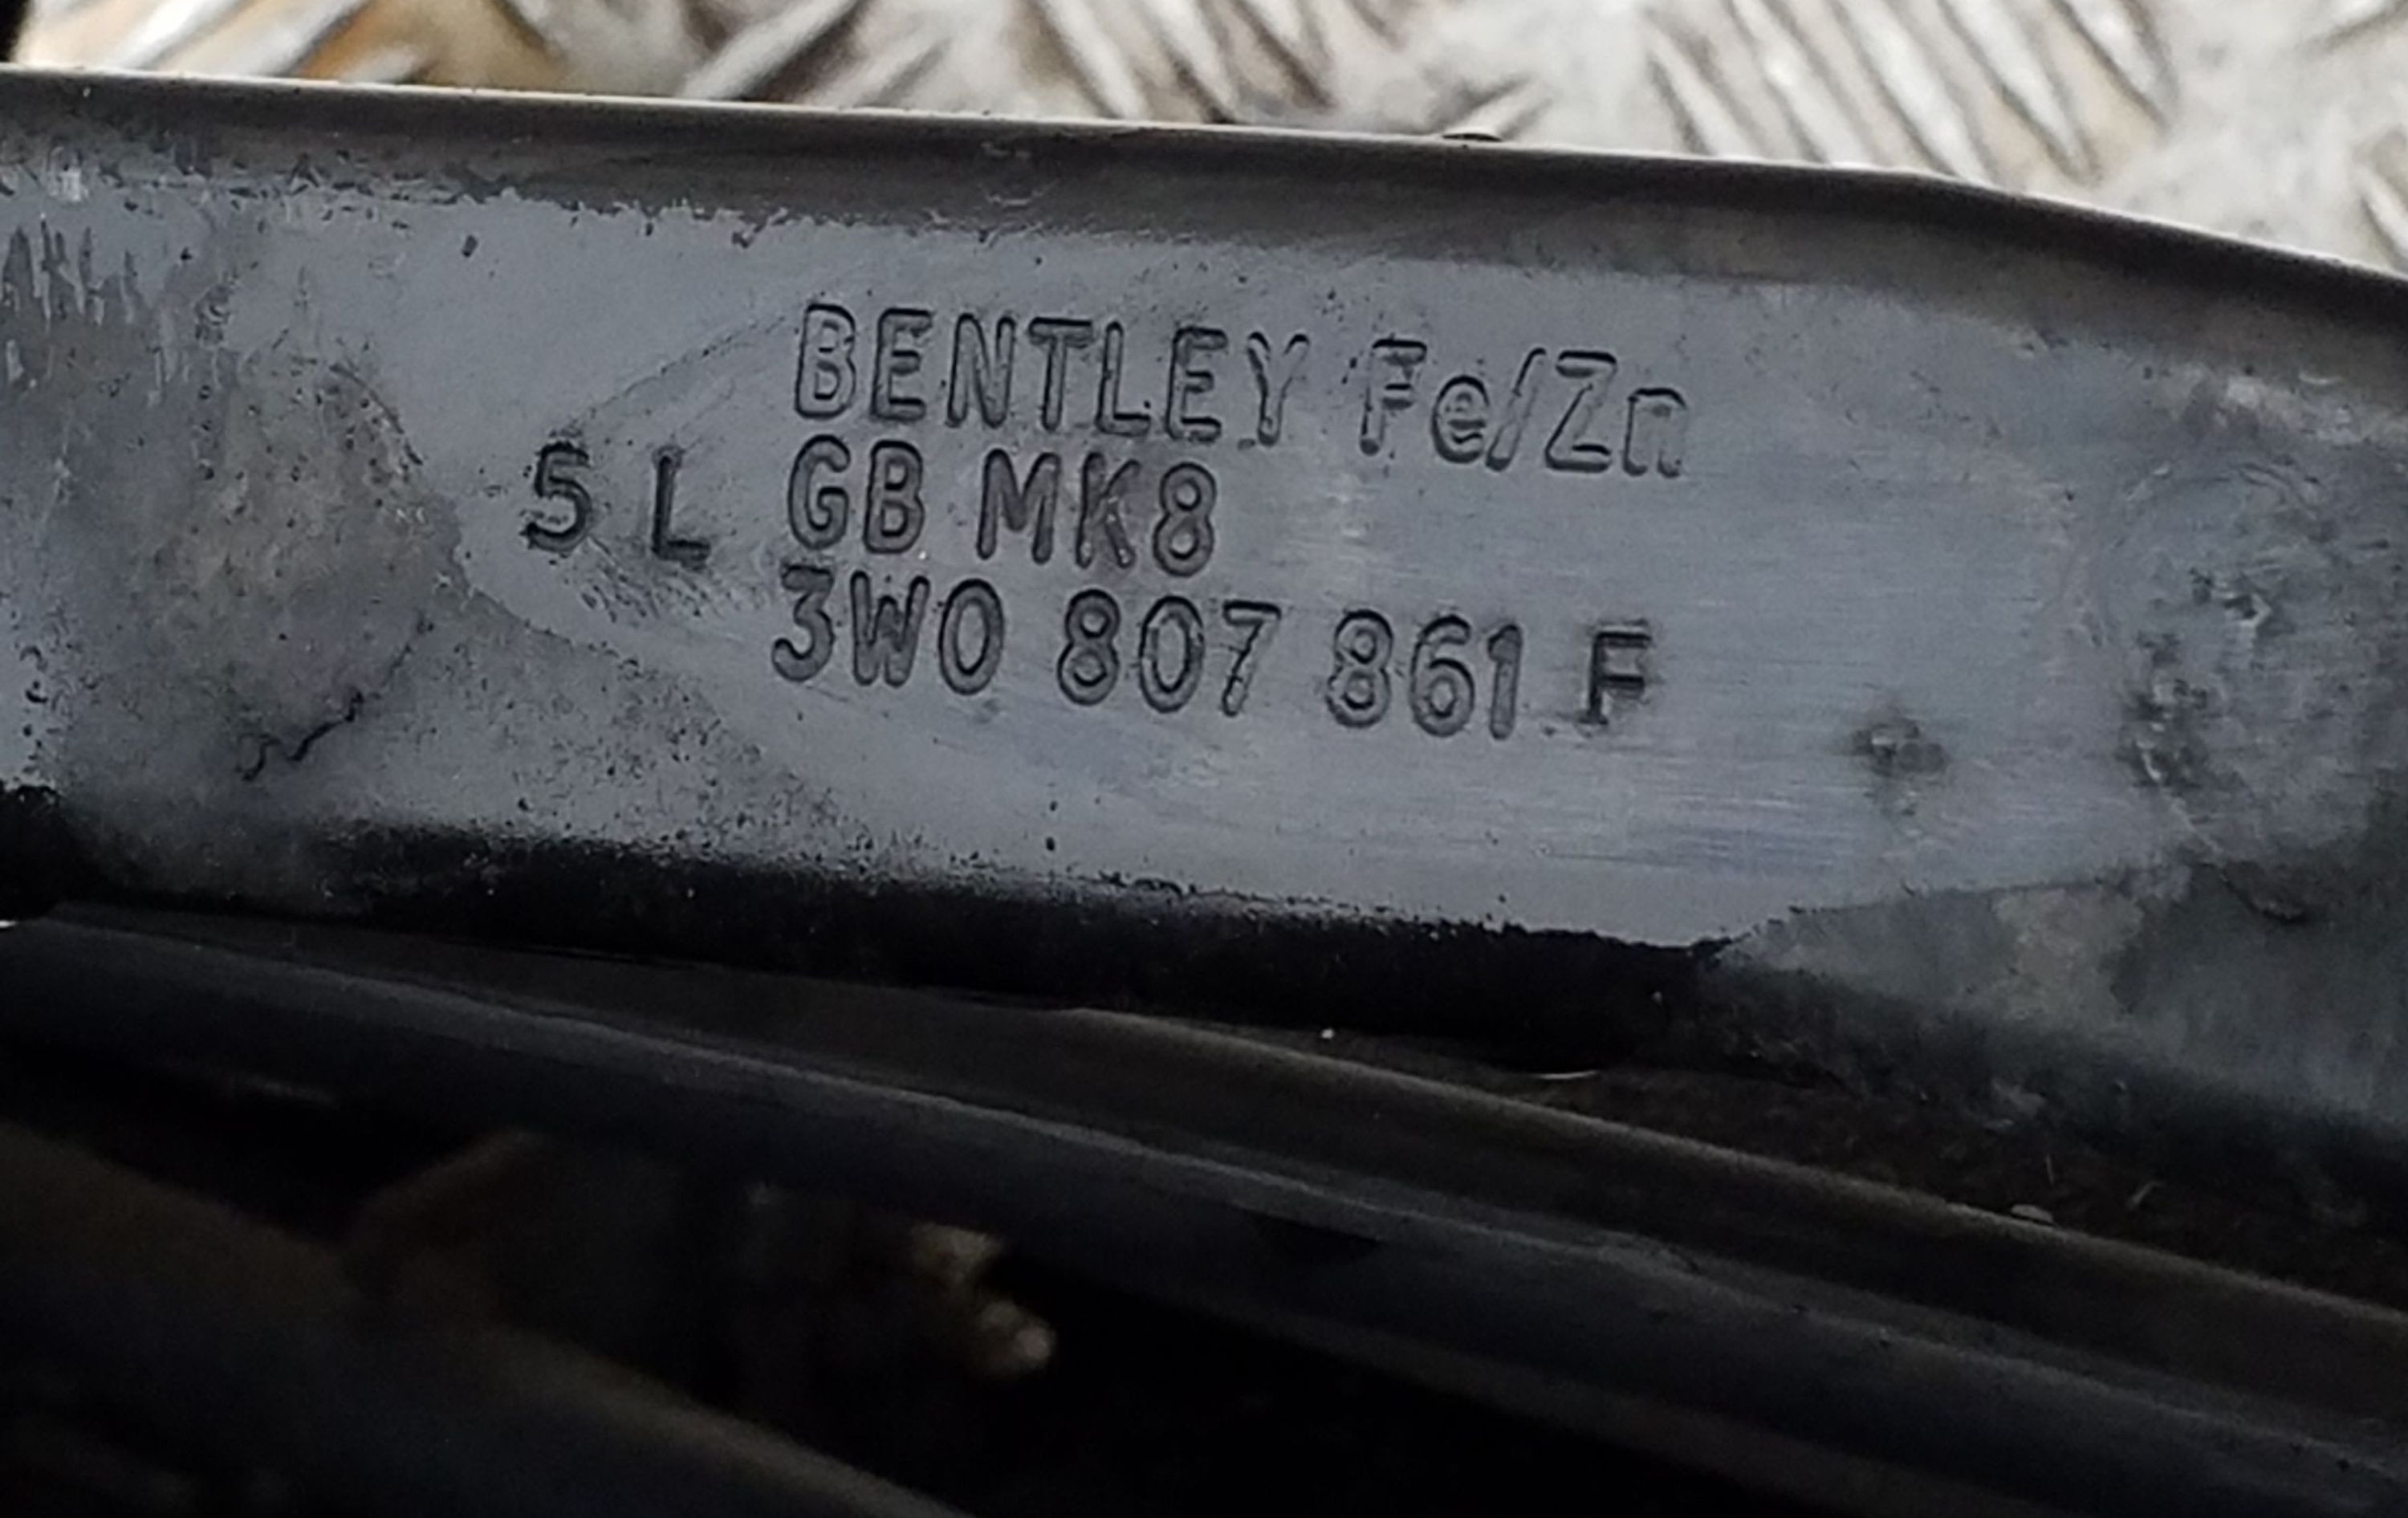 BENTLEY Fe/Zn
5 L GB MK8
3W0 807 861 F